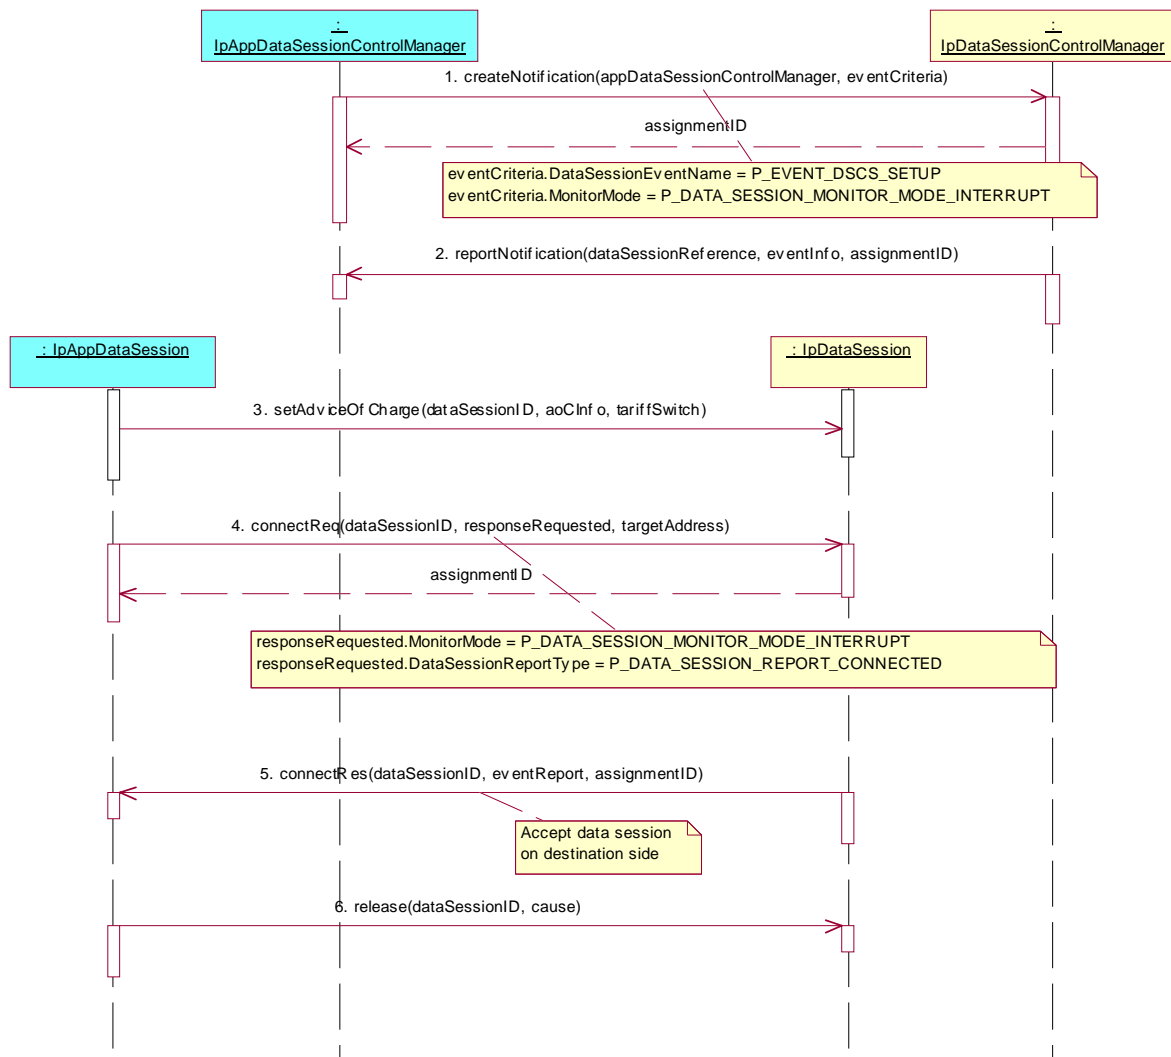 :
IpAppDataSessionControlManager
:
IpDataSessionControlManager
1. createNotification(appDataSessionControlManager, eventCriteria)
assignmentID
eventCriteria.DataSessionEventName = P_EVENT_DSCS_SETUP
eventCriteria.MonitorMode = P_DATA_SESSION_MONITOR_MODE_INTERRUPT
2. reportNotification(dataSessionReference, eventInfo, assignmentID)
: IpAppDataSession
: IpDataSession
3. setAdviceOfCharge(dataSessionID, aoCInfo, tariffSwitch)
4. connectReq(dataSessionID, responseRequested, targetAddress)
assignmentID
responseRequested.MonitorMode = P_DATA_SESSION_MONITOR_MODE_INTERRUPT
responseRequested.DataSessionReportType = P_DATA_SESSION_REPORT_CONNECTED
5. connectRes(dataSessionID, eventReport, assignmentID)
Accept data session
on destination side
6. release(dataSessionID, cause)